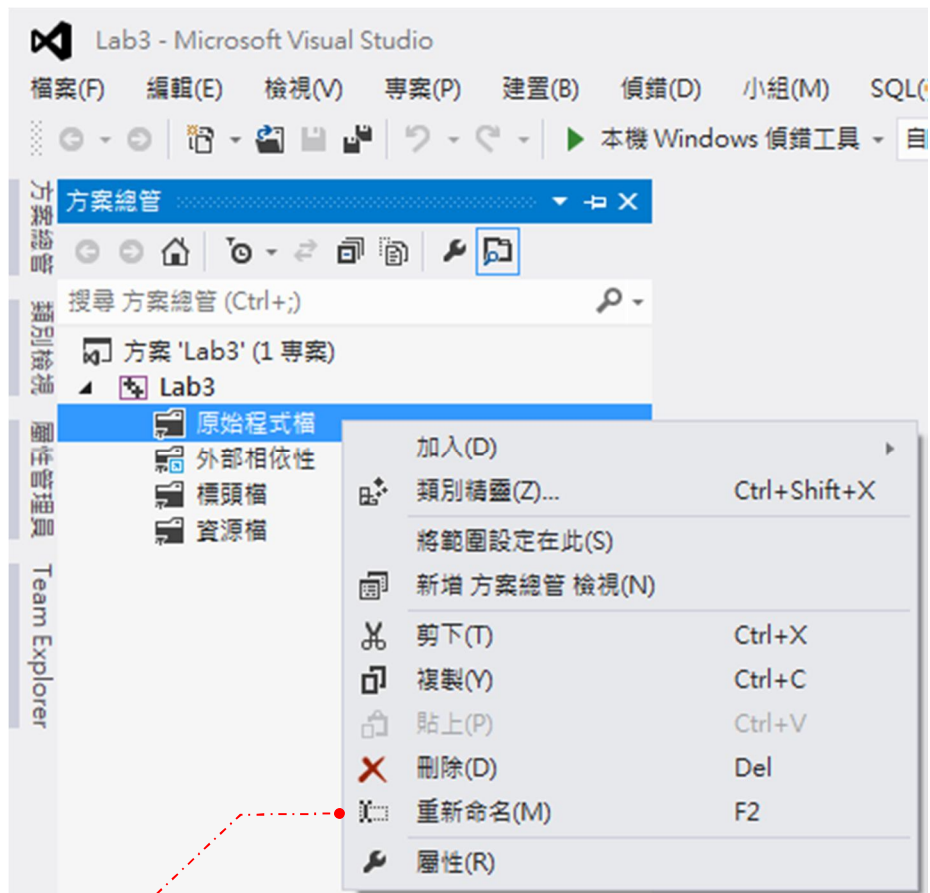 Lab3 - Microsoft Visual Studio
檔案(F) 編輯(E) 檢視(V) 專案(P) 建置(B) 偵錯(D) 小組(M) SQL(
本機 Windows 偵錯工具 自
方案總管
類別檢視
屬性管理員
Team Explorer
方案總管
搜尋 方案總管 (Ctrl+;)
方案 'Lab3' (1 專案)
Lab3
原始程式檔
外部相依性
標頭檔
資源檔
加入(D)
類別精靈(Z)... Ctrl+Shift+X
將範圍設定在此(S)
新增 方案總管 檢視(N)
剪下(T) Ctrl+X
複製(Y) Ctrl+C
貼上(P) Ctrl+V
刪除(D) Del
重新命名(M) F2
屬性(R)